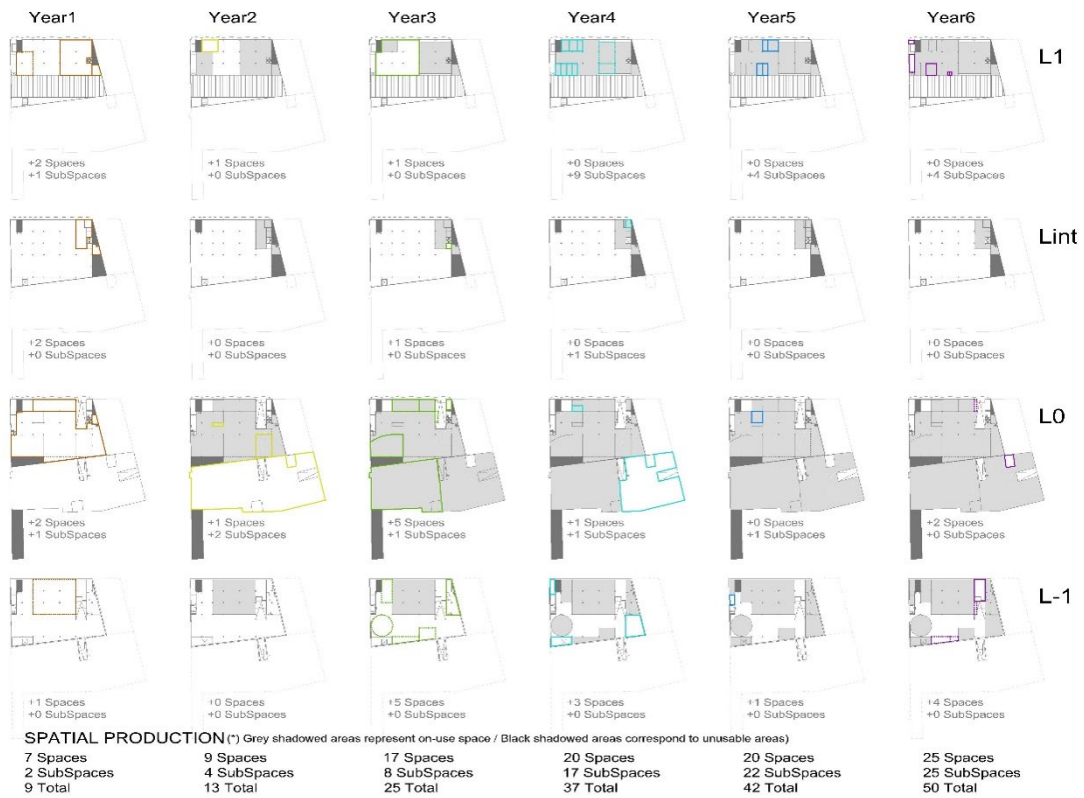 Year1 Year2 Year3 Year4 Year5 Year6
L1
+2 Spaces +1 Spaces +1 Spaces +0 Spaces +0 Spaces +0 Spaces
+1 SubSpaces +0 SubSpaces +0 SubSpaces +9 SubSpaces +4 SubSpaces +4 SubSpaces
Lint
+2 Spaces +0 Spaces +1 Spaces +0 Spaces +0 Spaces +0 Spaces
+0 SubSpaces +0 SubSpaces +0 SubSpaces +1 SubSpaces +0 SubSpaces +0 SubSpaces
L0
+2 Spaces +1 Spaces +5 Spaces +1 Spaces +0 Spaces +2 Spaces
+1 SubSpaces +2 SubSpaces +1 SubSpaces +1 SubSpaces +1 SubSpaces +0 SubSpaces
L-1
+1 Spaces +0 Spaces +5 Spaces +3 Spaces +1 Spaces +4 Spaces
+0 SubSpaces +0 SubSpaces +0 SubSpaces +0 SubSpaces +0 SubSpaces +0 SubSpaces
SPATIAL PRODUCTION (*) Grey shadowed areas represent on-use space / Black shadowed areas correspond to unusable areas)
7 Spaces 9 Spaces 17 Spaces 20 Spaces 20 Spaces 25 Spaces
2 SubSpaces 4 SubSpaces 8 SubSpaces 17 SubSpaces 22 SubSpaces 25 SubSpaces
9 Total 13 Total 25 Total 37 Total 42 Total 50 Total